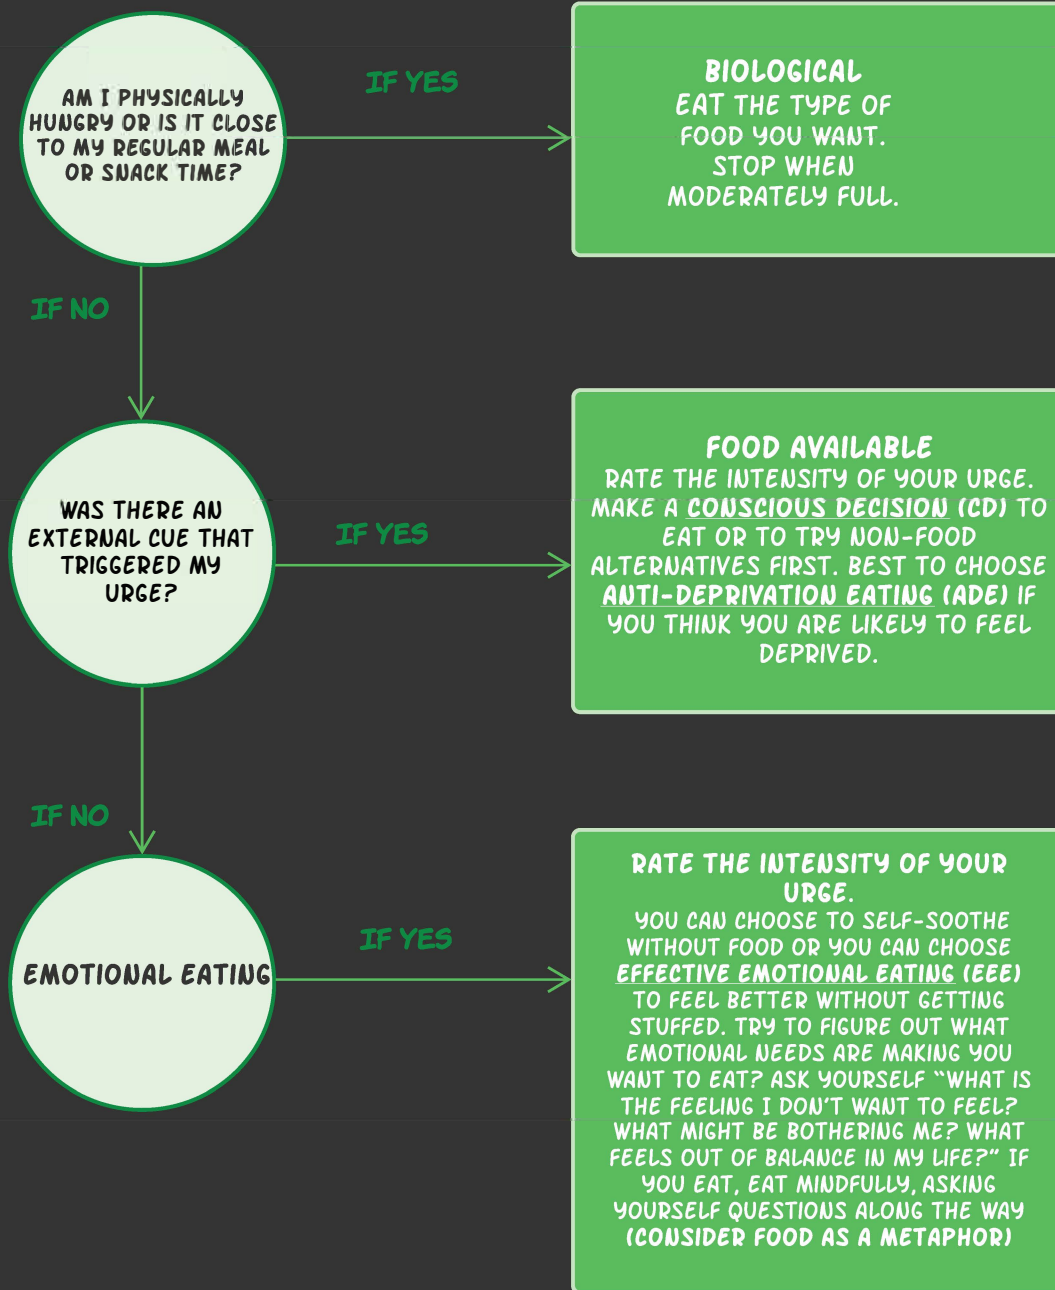 AM I PHYSICALLY
HUNGRY OR IS IT CLOSE
TO MY REGULAR MEAL
OR SNACK TIME?
IF YES
BIOLOGICAL
EAT THE TYPE OF
FOOD YOU WANT.
STOP WHEN
MODERATELY FULL.
IF NO
WAS THERE AN
EXTERNAL CUE THAT
TRIGGERED MY
URGE?
IF YES
FOOD AVAILABLE
RATE THE INTENSITY OF YOUR URGE.
MAKE A CONSCIOUS DECISION (CD) TO
EAT OR TO TRY NON-FOOD
ALTERNATIVES FIRST. BEST TO CHOOSE
ANTI-DEPRIVATION EATING (ADE) IF
YOU THINK YOU ARE LIKELY TO FEEL
DEPRIVED.
IF NO
EMOTIONAL EATING
IF YES
RATE THE INTENSITY OF YOUR
URGE.
YOU CAN CHOOSE TO SELF-SOOTHE
WITHOUT FOOD OR YOU CAN CHOOSE
EFFECTIVE EMOTIONAL EATING (EEE)
TO FEEL BETTER WITHOUT GETTING
STUFFED. TRY TO FIGURE OUT WHAT
EMOTIONAL NEEDS ARE MAKING YOU
WANT TO EAT? ASK YOURSELF “WHAT IS
THE FEELING I DON'T WANT TO FEEL?
WHAT MIGHT BE BOTHERING ME? WHAT
FEELS OUT OF BALANCE IN MY LIFE?” IF
YOU EAT, EAT MINDFULLY, ASKING
YOURSELF QUESTIONS ALONG THE WAY
(CONSIDER FOOD AS A METAPHOR)